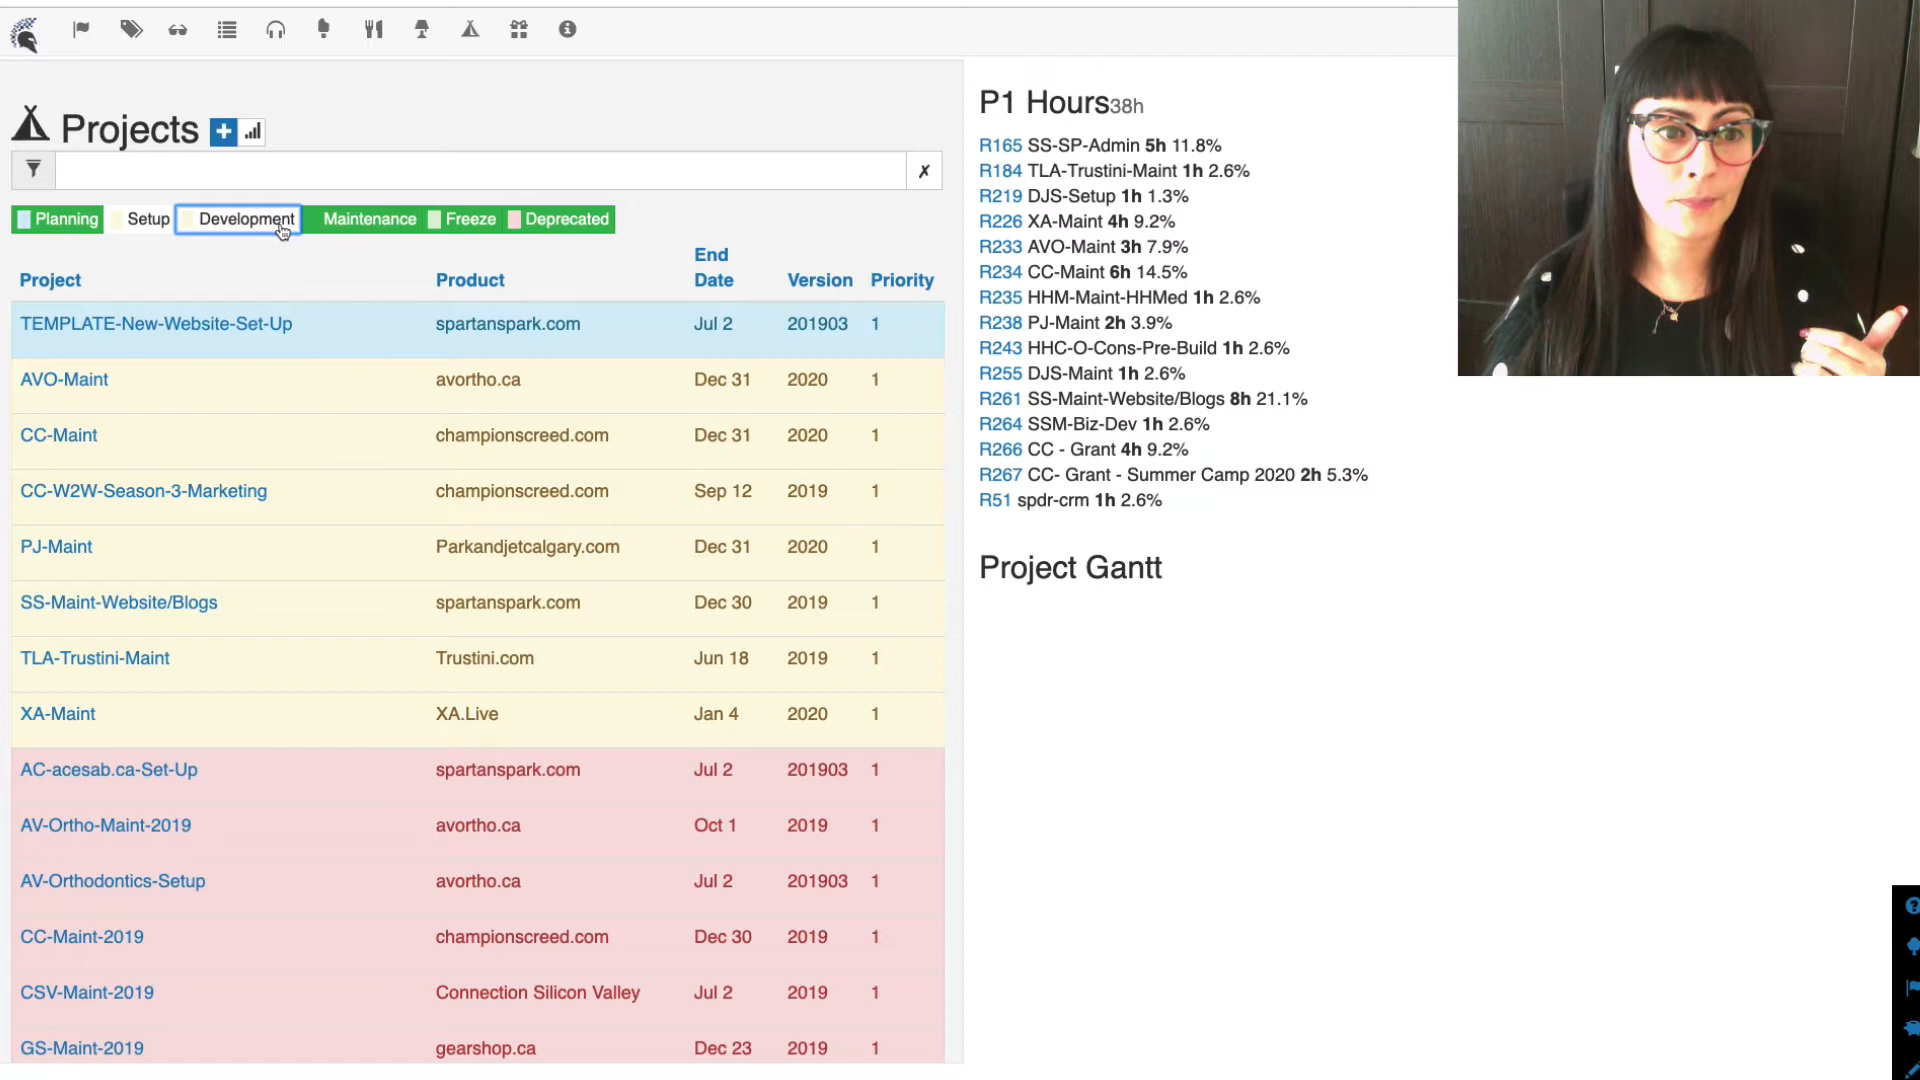 Projects
Planning Setup Development Maintenance Freeze Deprecated
Project Product End Date Version Priority
TEMPLATE-New-Website-Set-Up spartanspark.com Jul 2 201903 1
AVO-Maint avortho.ca Dec 31 2020 1
CC-Maint championscreed.com Dec 31 2020 1
CC-W2W-Season-3-Marketing championscreed.com Sep 12 2019 1
PJ-Maint Parkandjetcalgary.com Dec 31 2020 1
SS-Maint-Website/Blogs spartanspark.com Dec 30 2019 1
TLA-Trustini-Maint Trustini.com Jun 18 2019 1
XA-Maint XA.Live Jan 4 2020 1
AC-acesab.ca-Set-Up spartanspark.com Jul 2 201903 1
AV-Ortho-Maint-2019 avortho.ca Oct 1 2019 1
AV-Orthodontics-Setup avortho.ca Jul 2 201903 1
CC-Maint-2019 championscreed.com Dec 30 2019 1
CSV-Maint-2019 Connection Silicon Valley Jul 2 2019 1
GS-Maint-2019 gearshop.ca Dec 23 2019 1
P1 Hours38h
R165 SS-SP-Admin 5h 11.8%
R184 TLA-Trustini-Maint 1h 2.6%
R219 DJS-Setup 1h 1.3%
R226 XA-Maint 4h 9.2%
R233 AVO-Maint 3h 7.9%
R234 CC-Maint 6h 14.5%
R235 HHM-Maint-HHMed 1h 2.6%
R238 PJ-Maint 2h 3.9%
R243 HHC-O-Cons-Pre-Build 1h 2.6%
R255 DJS-Maint 1h 2.6%
R261 SS-Maint-Website/Blogs 8h 21.1%
R264 SSM-Biz-Dev 1h 2.6%
R266 CC - Grant 4h 9.2%
R267 CC- Grant - Summer Camp 2020 2h 5.3%
R51 spdr-crm 1h 2.6%
Project Gantt